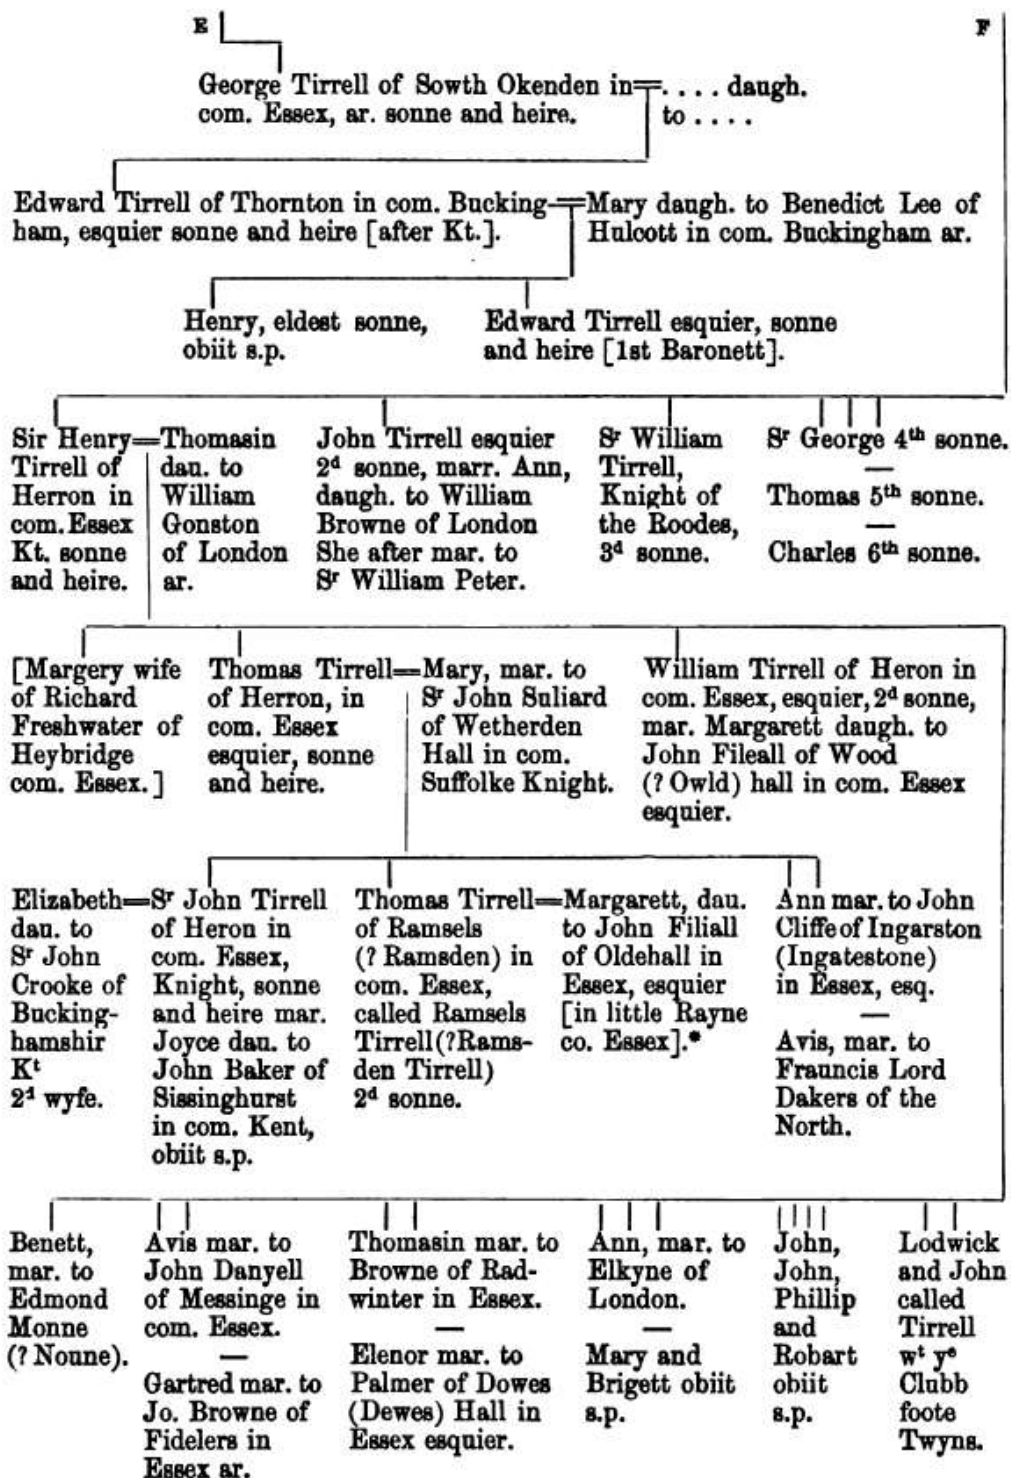 E F
George Tirrell of Sowth Okenden in=. . . . daugh.
com. Essex, ar. sonne and heire. to . . . .
Edward Tirrell of Thornton in com. Bucking-=Mary daugh. to Benedict Lee of
ham, esquier sonne and heire [after Kt.]. Hulcott in com. Buckingham ar.
Henry, eldest sonne,
obiit s.p.
Edward Tirrell esquier, sonne
and heire [1st Baronett].
Sir Henry=
Tirrell of
Herron in
com. Essex
Kt. sonne
and heire.
Thomasin
dau. to
William
Gonston
of London
ar.
John Tirrell esquier
2d sonne, marr. Ann,
daugh. to William
Browne of London
She after mar. to
Sr William Peter.
Sr William
Tirrell,
Knight of
the Roodes,
3d sonne.
Sr George 4th sonne.
—
Thomas 5th sonne.
—
Charles 6th sonne.
[Margery wife
of Richard
Freshwater of
Heybridge
com. Essex.]
Thomas Tirrell=
of Herron, in
com. Essex
esquier, sonne
and heire.
Mary, mar. to
Sr John Suliard
of Wetherden
Hall in com.
Suffolke Knight.
William Tirrell of Heron in
com. Essex, esquier, 2d sonne,
mar. Margarett daugh. to
John Fileall of Wood
(? Owld) hall in com. Essex
esquier.
Elizabeth=
dau. to
Sr John
Crooke of
Bucking-
hamshir
Kt
2d wyfe.
Sr John Tirrell
of Heron in
com. Essex,
Knight, sonne
and heire mar.
Joyce dau. to
John Baker of
Sissinghurst
in com. Kent,
obiit s.p.
Thomas Tirrell=
of Ramsels
(? Ramsden) in
com. Essex,
called Ramsels
Tirrell(?Rams-
den Tirrell)
2d sonne.
Margarett, dau.
to John Filiall
of Oldehall in
Essex, esquier
[in little Rayne
co. Essex].*
Ann mar. to John
Cliffe of Ingarston
(Ingatestone)
in Essex, esq.
—
Avis, mar. to
Frauncis Lord
Dakers of the
North.
Benett,
mar. to
Edmond
Monne
(? Noune).
Avis mar. to
John Danyell
of Messinge in
com. Essex.
—
Gartred mar. to
Jo. Browne of
Fidelers in
Essex ar.
Thomasin mar. to
Browne of Rad-
winter in Essex.
—
Elenor mar. to
Palmer of Dowes
(Dewes) Hall in
Essex esquier.
Ann, mar. to
Elkyne of
London.
—
Mary and
Brigett obiit
s.p.
John,
John,
Phillip
and
Robart
obiit
s.p.
Lodwick
and John
called
Tirrell
wt ye
Clubb
foote
Twyns.